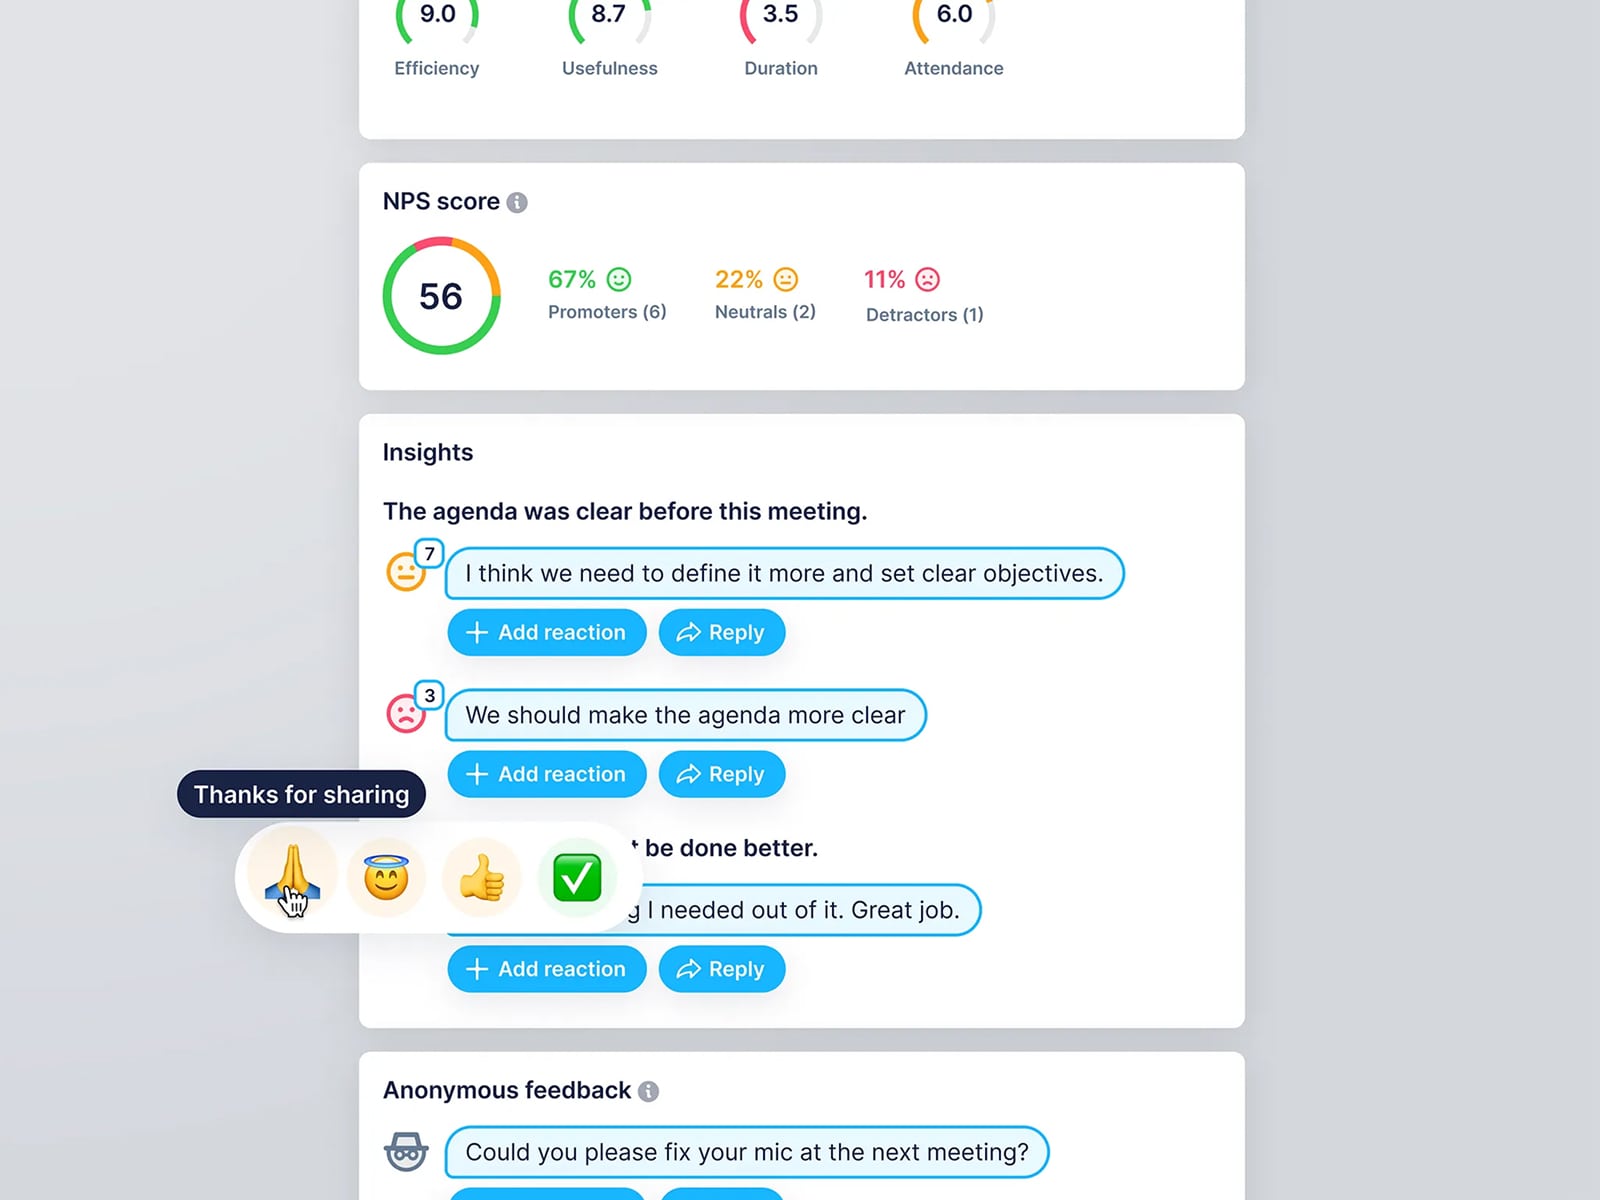 9.0 8.7 3.5 6.0
Efficiency Usefulness Duration Attendance
NPS score
56
67% 22% 11%
Promoters (6) Neutrals (2) Detractors (1)
Insights
The agenda was clear before this meeting.
7
I think we need to define it more and set clear objectives.
Add reaction Reply
3
We should make the agenda more clear
Add reaction Reply
Thanks for sharing
be done better.
I needed out of it. Great job.
Add reaction Reply
Anonymous feedback
Could you please fix your mic at the next meeting?